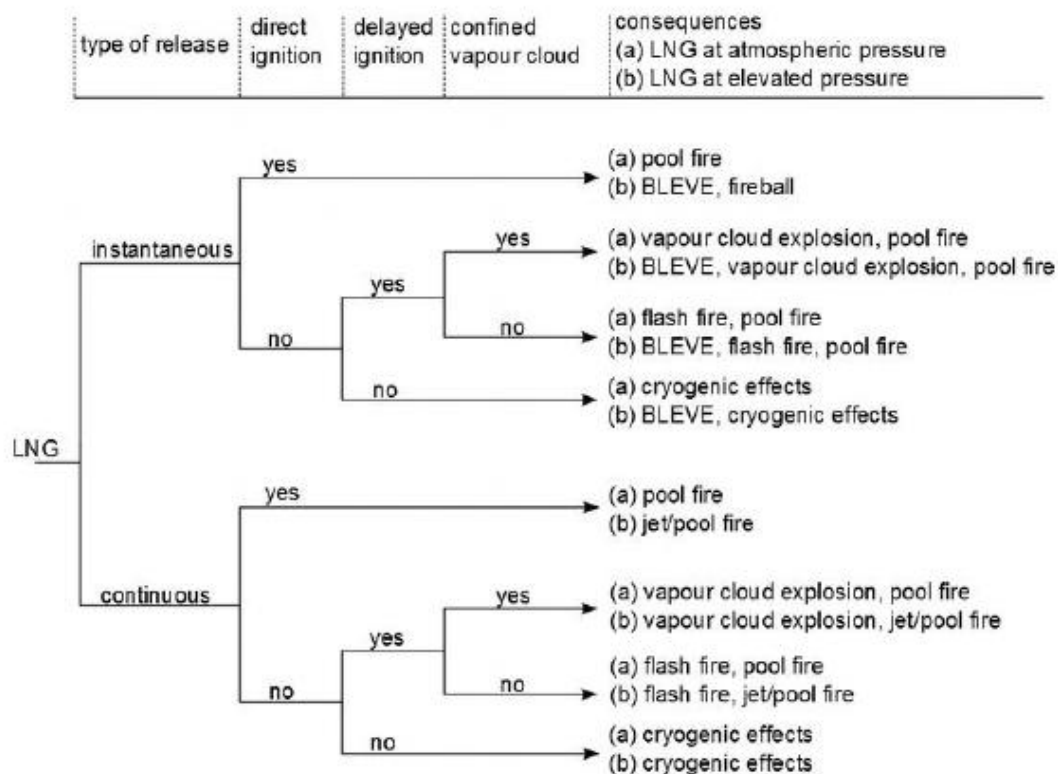 type of release
direct
ignition
delayed
ignition
confined
vapour cloud
consequences
(a) LNG at atmospheric pressure
(b) LNG at elevated pressure
yes
(a) pool fire
(b) BLEVE, fireball
instantaneous
yes
(a) vapour cloud explosion, pool fire
(b) BLEVE, vapour cloud explosion, pool fire
yes
no
no
(a) flash fire, pool fire
(b) BLEVE, flash fire, pool fire
no
(a) cryogenic effects
(b) BLEVE, cryogenic effects
LNG
yes
(a) pool fire
(b) jet/pool fire
continuous
yes
(a) vapour cloud explosion, pool fire
(b) vapour cloud explosion, jet/pool fire
yes
no
no
(a) flash fire, pool fire
(b) flash fire, jet/pool fire
no
(a) cryogenic effects
(b) cryogenic effects